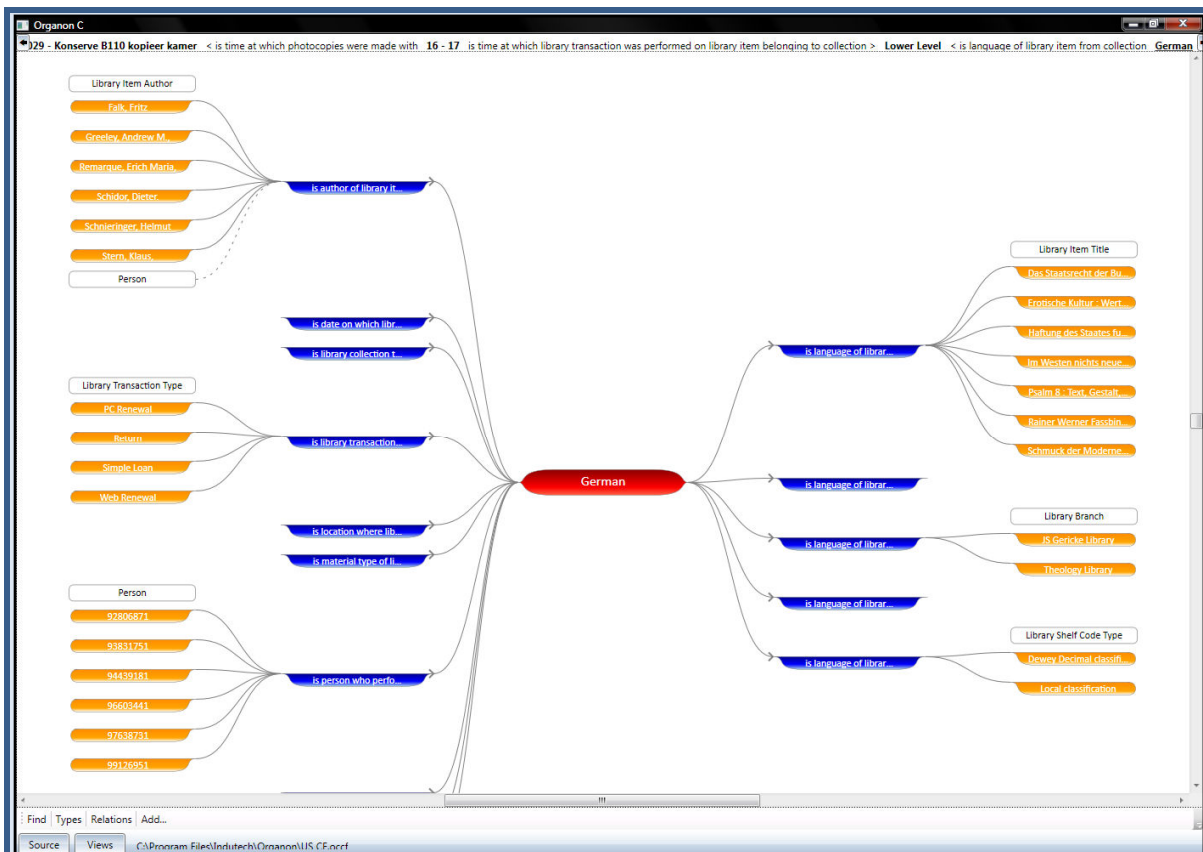 Organon C
029 - Konserve B110 kopieer kamer < is time at which photocopies were made with 16 - 17 is time at which library transaction was performed on library item belonging to collection > Lower Level < is language of library item from collection German
Library Item Author
Falk, Fritz
Greeley, Andrew M.,
Remarque, Erich Maria,
Schidor, Dieter
Schnieringer, Helmut
Stern, Klaus,
Person
is author of library it...
is date on which libr...
is library collection t...
Library Transaction Type
PC Renewal
Return
Simple Loan
Web Renewal
is library transaction...
is location where lib...
is material type of li...
Person
92806871
93831751
94439181
96603441
97638731
99126951
is person who perfo...
German
is language of librar...
Library Item Title
Das Staatsrecht der Bu...
Erotische Kultur : Wert...
Haftung des Staates fu...
Im Westen nichts neue...
Psalm 8 : Text, Gestalt...
Rainer Werner Fassbin...
Schmuck der Moderne...
is language of librar...
is language of librar...
Library Branch
JS Gericke Library
Theology Library
is language of librar...
is language of librar...
Library Shelf Code Type
Dewey Decimal classifi...
Local classification
Find Types Relations Add...
Source Views C:\Program Files\Indutech\Organon\US CF.occf